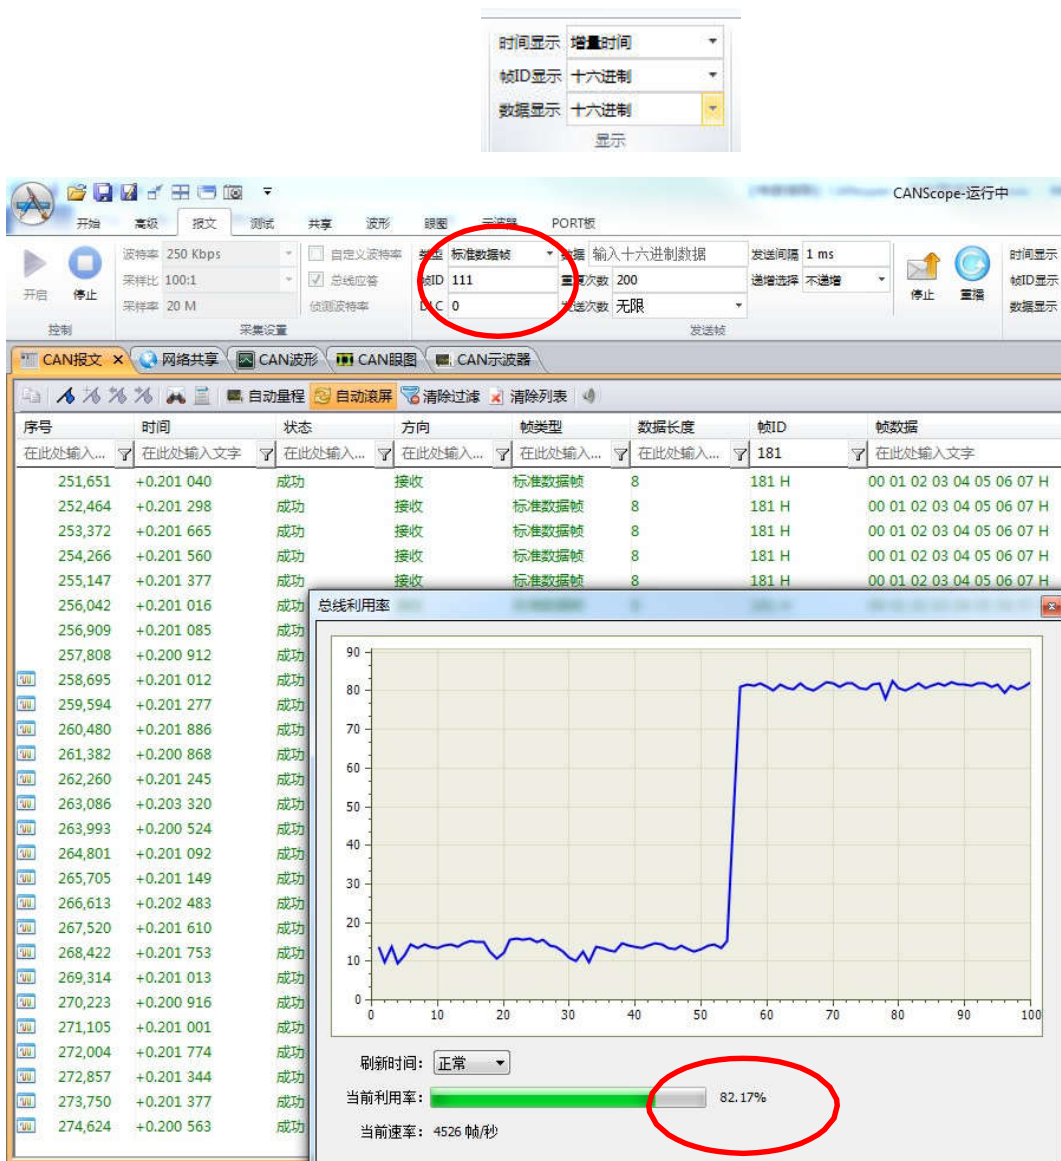 时间显示 增量时间
帧ID显示 十六进制
数据显示 十六进制
显示
CANScope-运行中
开始 高级 报文 测试 共享 波形 眼图 示波器 PORT板
波特率 250 Kbps 自定义波特率 类型 标准数据帧 数据 输入十六进制数据 发送间隔 1 ms 时间显示
采样比 100:1 总线应答 帧ID 111 重复次数 200 递增选择 不递增 帧ID显示
开启 停止 采样率 20 M 侦测波特率 DLC 0 发送次数 无限 停止 重播 数据显示
控制 采集设置 发送帧
CAN报文 网络共享 CAN波形 CAN眼图 CAN示波器
自动量程 自动滚屏 清除过滤 清除列表
序号 时间 状态 方向 帧类型 数据长度 帧ID 帧数据
在此处输入... 在此处输入文字 在此处输入... 在此处输入... 在此处输入... 在此处输入... 181 在此处输入文字
251,651 +0.201 040 成功 接收 标准数据帧 8 181 H 00 01 02 03 04 05 06 07 H
252,464 +0.201 298 成功 接收 标准数据帧 8 181 H 00 01 02 03 04 05 06 07 H
253,372 +0.201 665 成功 接收 标准数据帧 8 181 H 00 01 02 03 04 05 06 07 H
254,266 +0.201 560 成功 接收 标准数据帧 8 181 H 00 01 02 03 04 05 06 07 H
255,147 +0.201 377 成功 接收 标准数据帧 8 181 H 00 01 02 03 04 05 06 07 H
256,042 +0.201 016 成功
256,909 +0.201 085 成功
257,808 +0.200 912 成功
258,695 +0.201 012 成功
259,594 +0.201 277 成功
260,480 +0.201 886 成功
261,382 +0.200 868 成功
262,260 +0.201 245 成功
263,086 +0.203 320 成功
263,993 +0.200 524 成功
264,801 +0.201 092 成功
265,705 +0.201 149 成功
266,613 +0.202 483 成功
267,520 +0.201 610 成功
268,422 +0.201 753 成功
269,314 +0.201 013 成功
270,223 +0.200 916 成功
271,105 +0.201 001 成功
272,004 +0.201 774 成功
272,857 +0.201 344 成功
273,750 +0.201 377 成功
274,624 +0.200 563 成功
总线利用率
90
80
70
60
50
40
30
20
10
0
0 10 20 30 40 50 60 70 80 90 100
刷新时间： 正常
当前利用率： 82.17%
当前速率： 4526 帧/秒